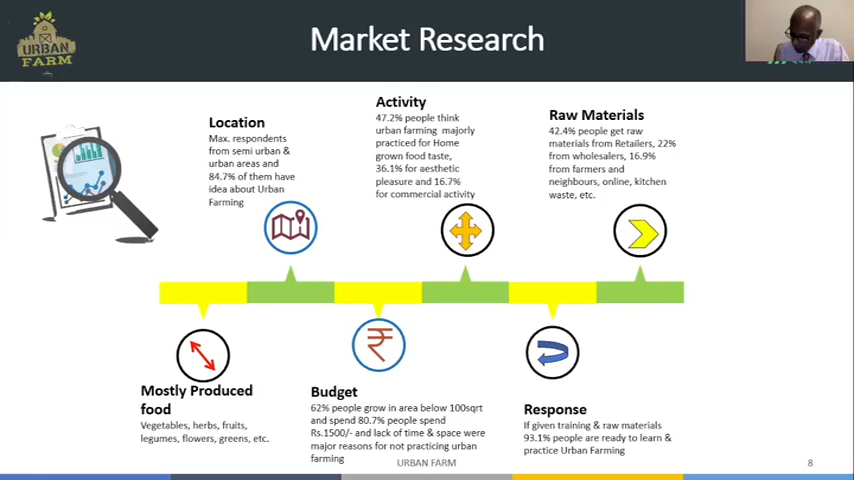 URBAN
FARM
Market Research
Location
Max. respondents
from semi urban &
urban areas and
84.7% of them have
idea about Urban
Farming
Activity
47.2% people think
urban farming majorly
practiced for Home
grown food taste,
36.1% for aesthetic
pleasure and 16.7%
for commercial activity
Raw Materials
42.4% people get raw
materials from Retailers, 22%
from wholesalers, 16.9%
from farmers and
neighbours, online, kitchen
waste, etc.
Mostly Produced
food
Vegetables, herbs, fruits,
legumes, flowers, greens, etc.
Budget
62% people grow in area below 100sqrt
and spend 80.7% people spend
Rs.1500/- and lack of time & space were
major reasons for not practicing urban
farming
Response
If given training & raw materials
93.1% people are ready to learn &
practice Urban Farming
URBAN FARM
8